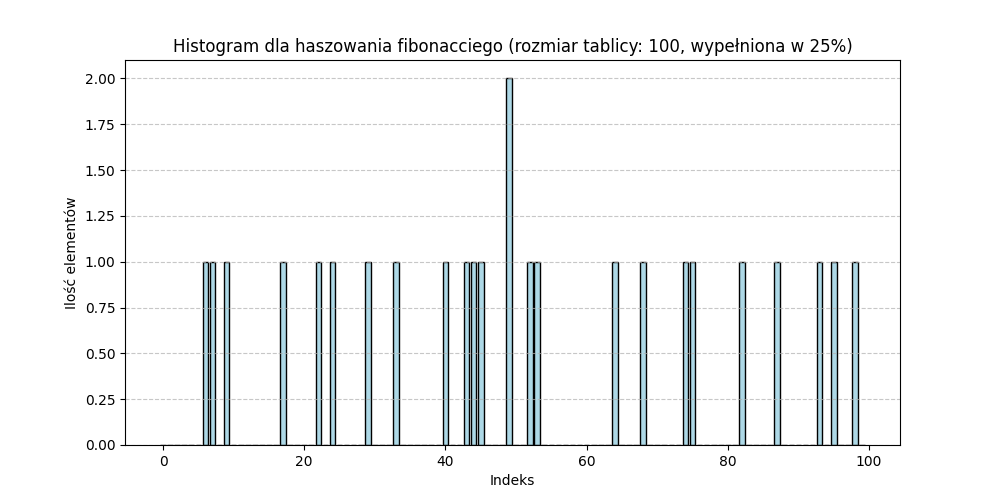 Histogram dla haszowania fibonacciego (rozmiar tablicy: 100, wypełniona w 25%)
2.00
1.75
1.50
1.25
1.00
0.75
0.50
0.25
0.00
Ilość elementów
0 20 40 60 80 100
Indeks